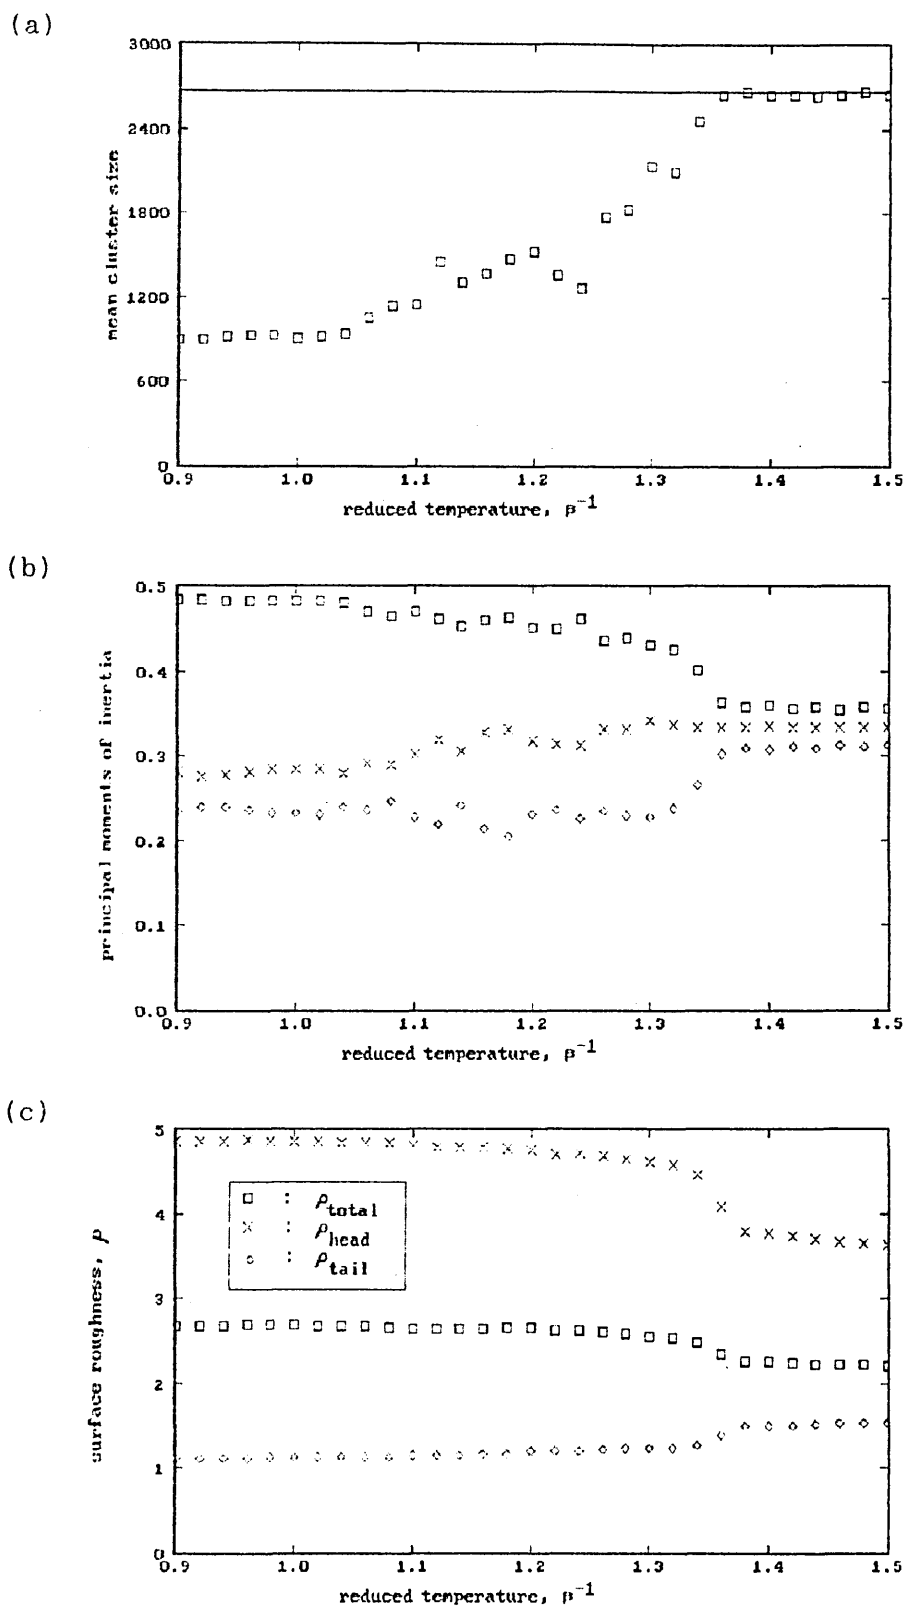 (a)
3000
2400
1800
1200
600
0
mean cluster size
0.9 1.0 1.1 1.2 1.3 1.4 1.5
reduced temperature, β⁻¹
(b)
0.5
0.4
0.3
0.2
0.1
0.0
principal moments of inertia
0.9 1.0 1.1 1.2 1.3 1.4 1.5
reduced temperature, β⁻¹
(c)
5
4
3
2
1
0
surface roughness, ρ
□ : ρtotal
× : ρhead
◇ : ρtail
0.9 1.0 1.1 1.2 1.3 1.4 1.5
reduced temperature, β⁻¹